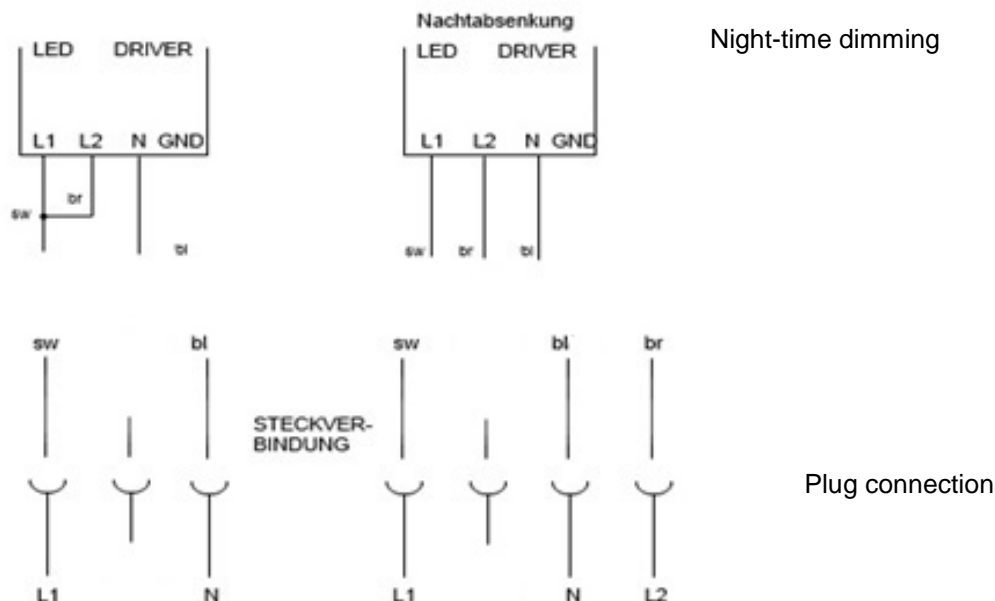 Nachtabsenkung
Night-time dimming
LED DRIVER
LED DRIVER
L1 L2 N GND
L1 L2 N GND
sw br bl
sw br bl
sw bl
sw bl br
STECKVER-
BINDUNG
Plug connection
L1 N
L1 N L2